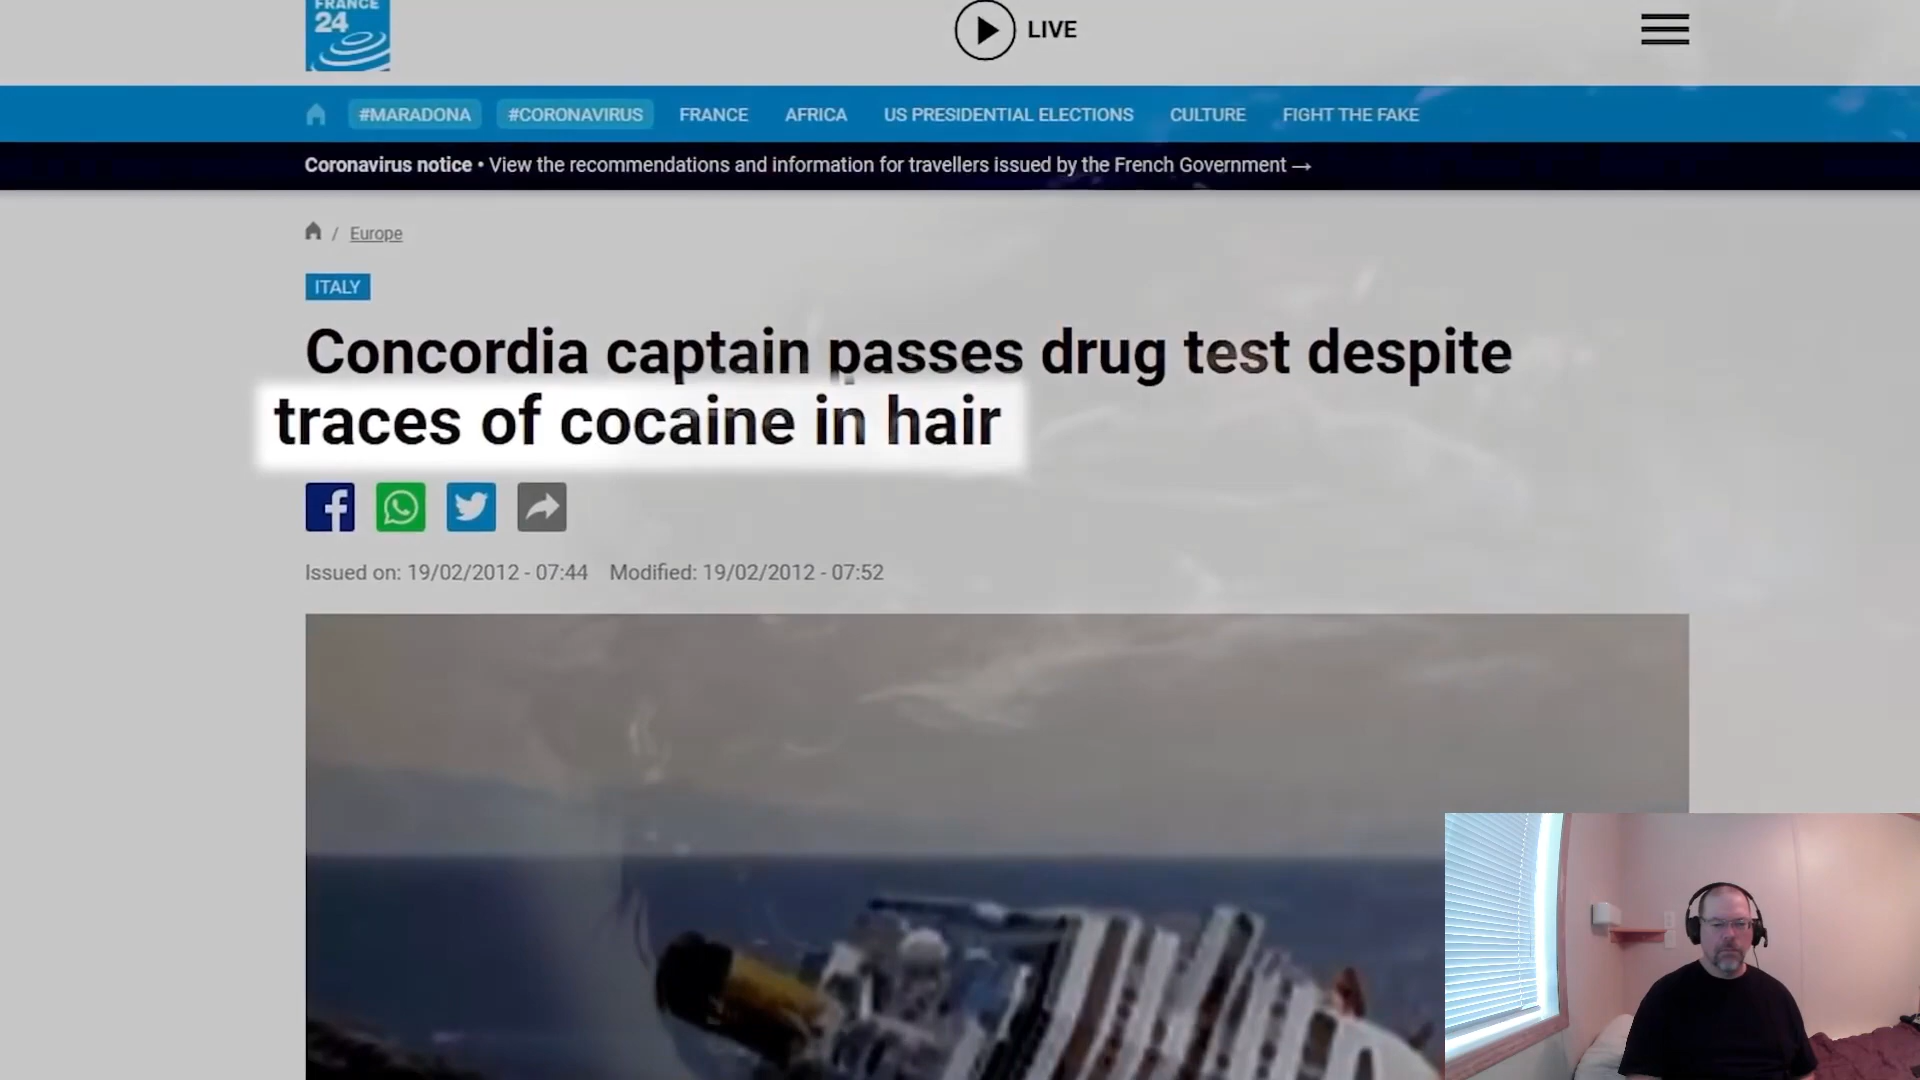 FRANCE
24
LIVE
#MARADONA #CORONAVIRUS FRANCE AFRICA US PRESIDENTIAL ELECTIONS CULTURE FIGHT THE FAKE
Coronavirus notice • View the recommendations and information for travellers issued by the French Government →
/ Europe
ITALY
Concordia captain passes drug test despite
traces of cocaine in hair
Issued on: 19/02/2012 - 07:44 Modified: 19/02/2012 - 07:52